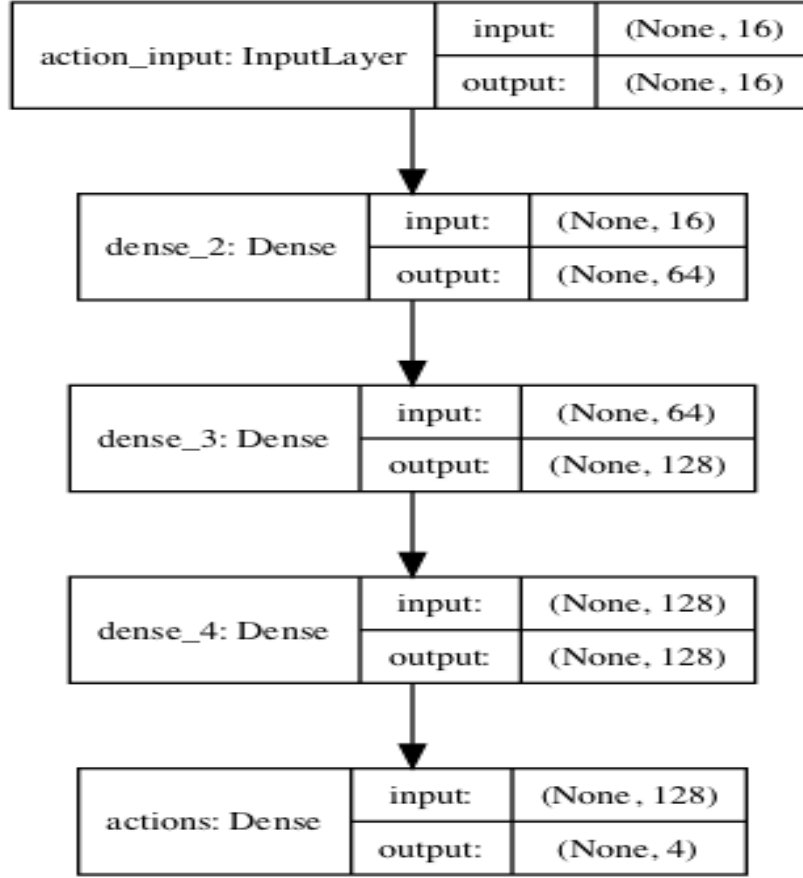 action_input: InputLayer
input: (None, 16)
output: (None, 16)
dense_2: Dense
input: (None, 16)
output: (None, 64)
dense_3: Dense
input: (None, 64)
output: (None, 128)
dense_4: Dense
input: (None, 128)
output: (None, 128)
actions: Dense
input: (None, 128)
output: (None, 4)